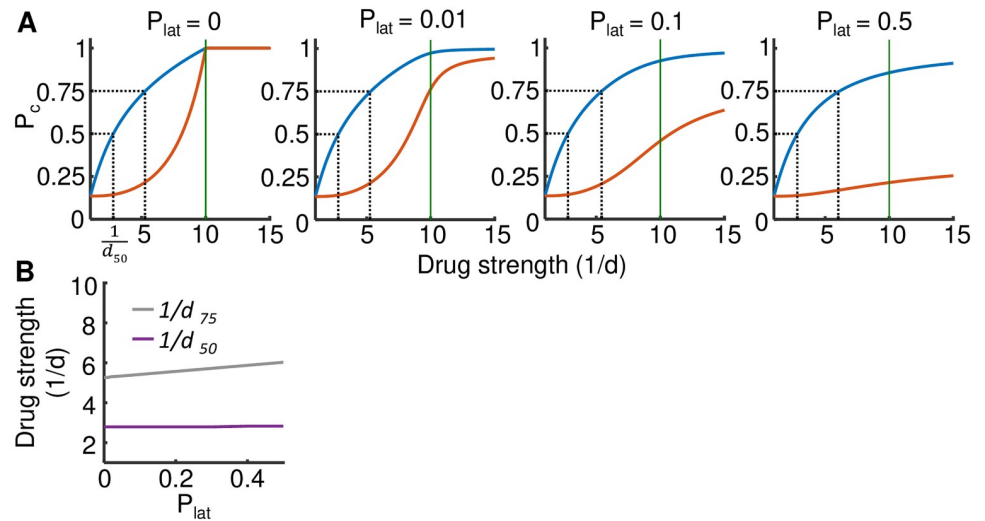 A
P_lat = 0
P_lat = 0.01
P_lat = 0.1
P_lat = 0.5
P_c
1
0.75
0.5
0.25
0
1/d_50
5
10
15
1
0.75
0.5
0.25
0
5
10
15
1
0.75
0.5
0.25
0
5
10
15
1
0.75
0.5
0.25
0
5
10
15
Drug strength (1/d)
B
Drug strength
(1/d)
10
8
6
4
2
1/d 75
1/d 50
0
0.2
0.4
P_lat